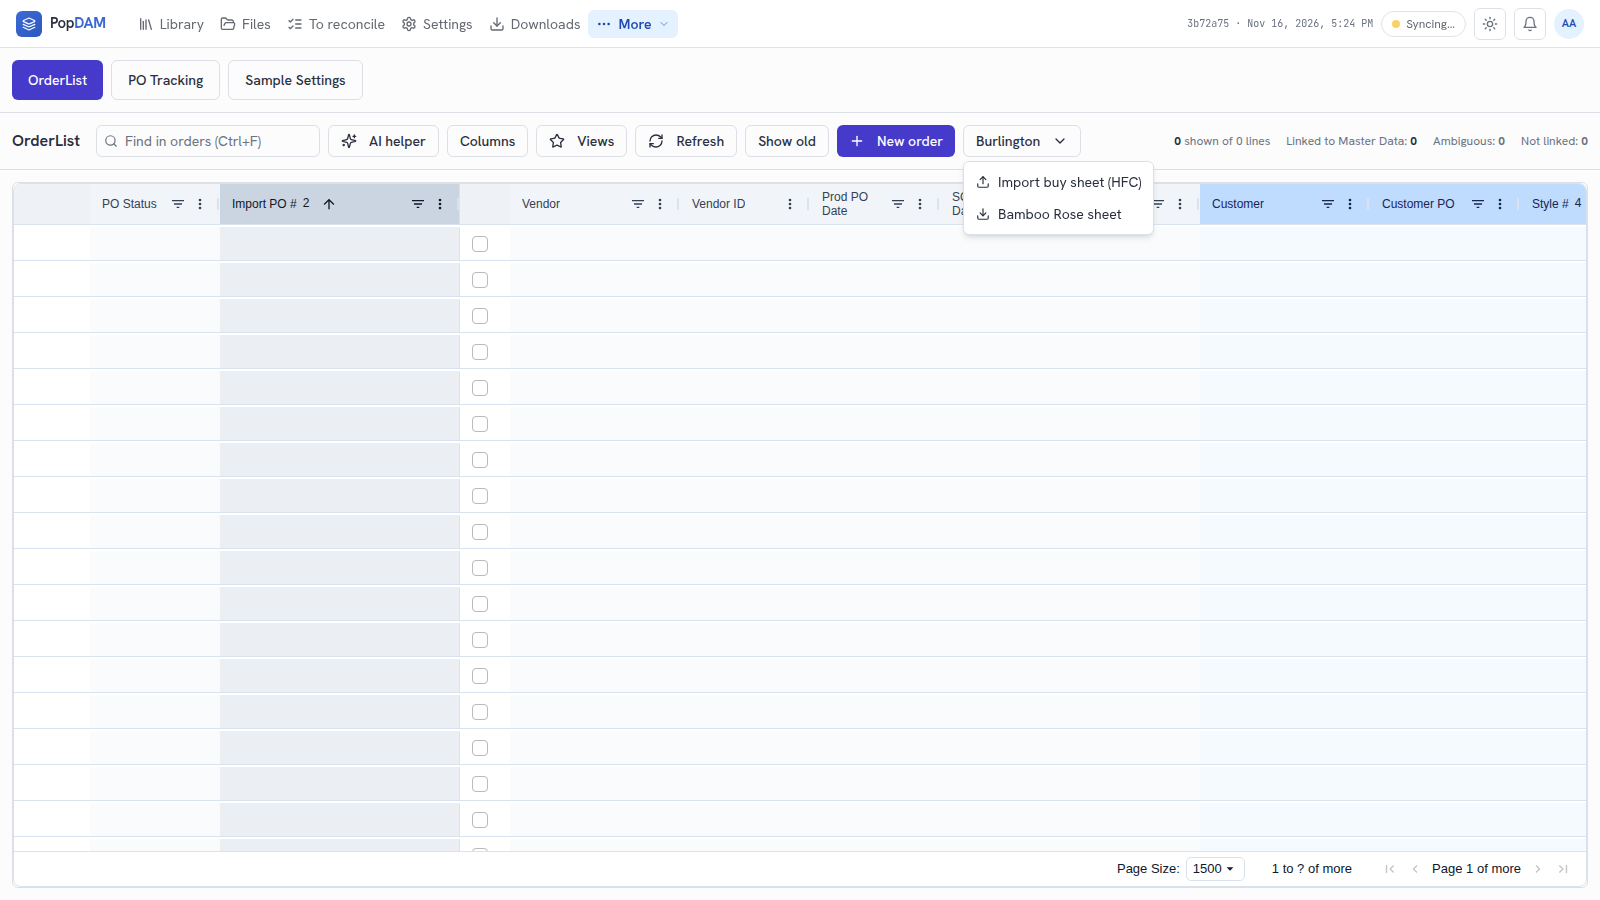 PopDAM
Library
Files
To reconcile
Settings
Downloads
More
3b72a75 · Nov 16, 2026, 5:24 PM
Syncing...
AA
OrderList
PO Tracking
Sample Settings
OrderList
Find in orders (Ctrl+F)
AI helper
Columns
Views
Refresh
Show old
New order
Burlington
0 shown of 0 lines
Linked to Master Data: 0
Ambiguous: 0
Not linked: 0
Import buy sheet (HFC)
Bamboo Rose sheet
PO Status
Import PO # 2
Vendor
Vendor ID
Prod PO
Date
Customer
Customer PO
Style # 4
Page Size:
1500
1 to ? of more
Page 1 of more